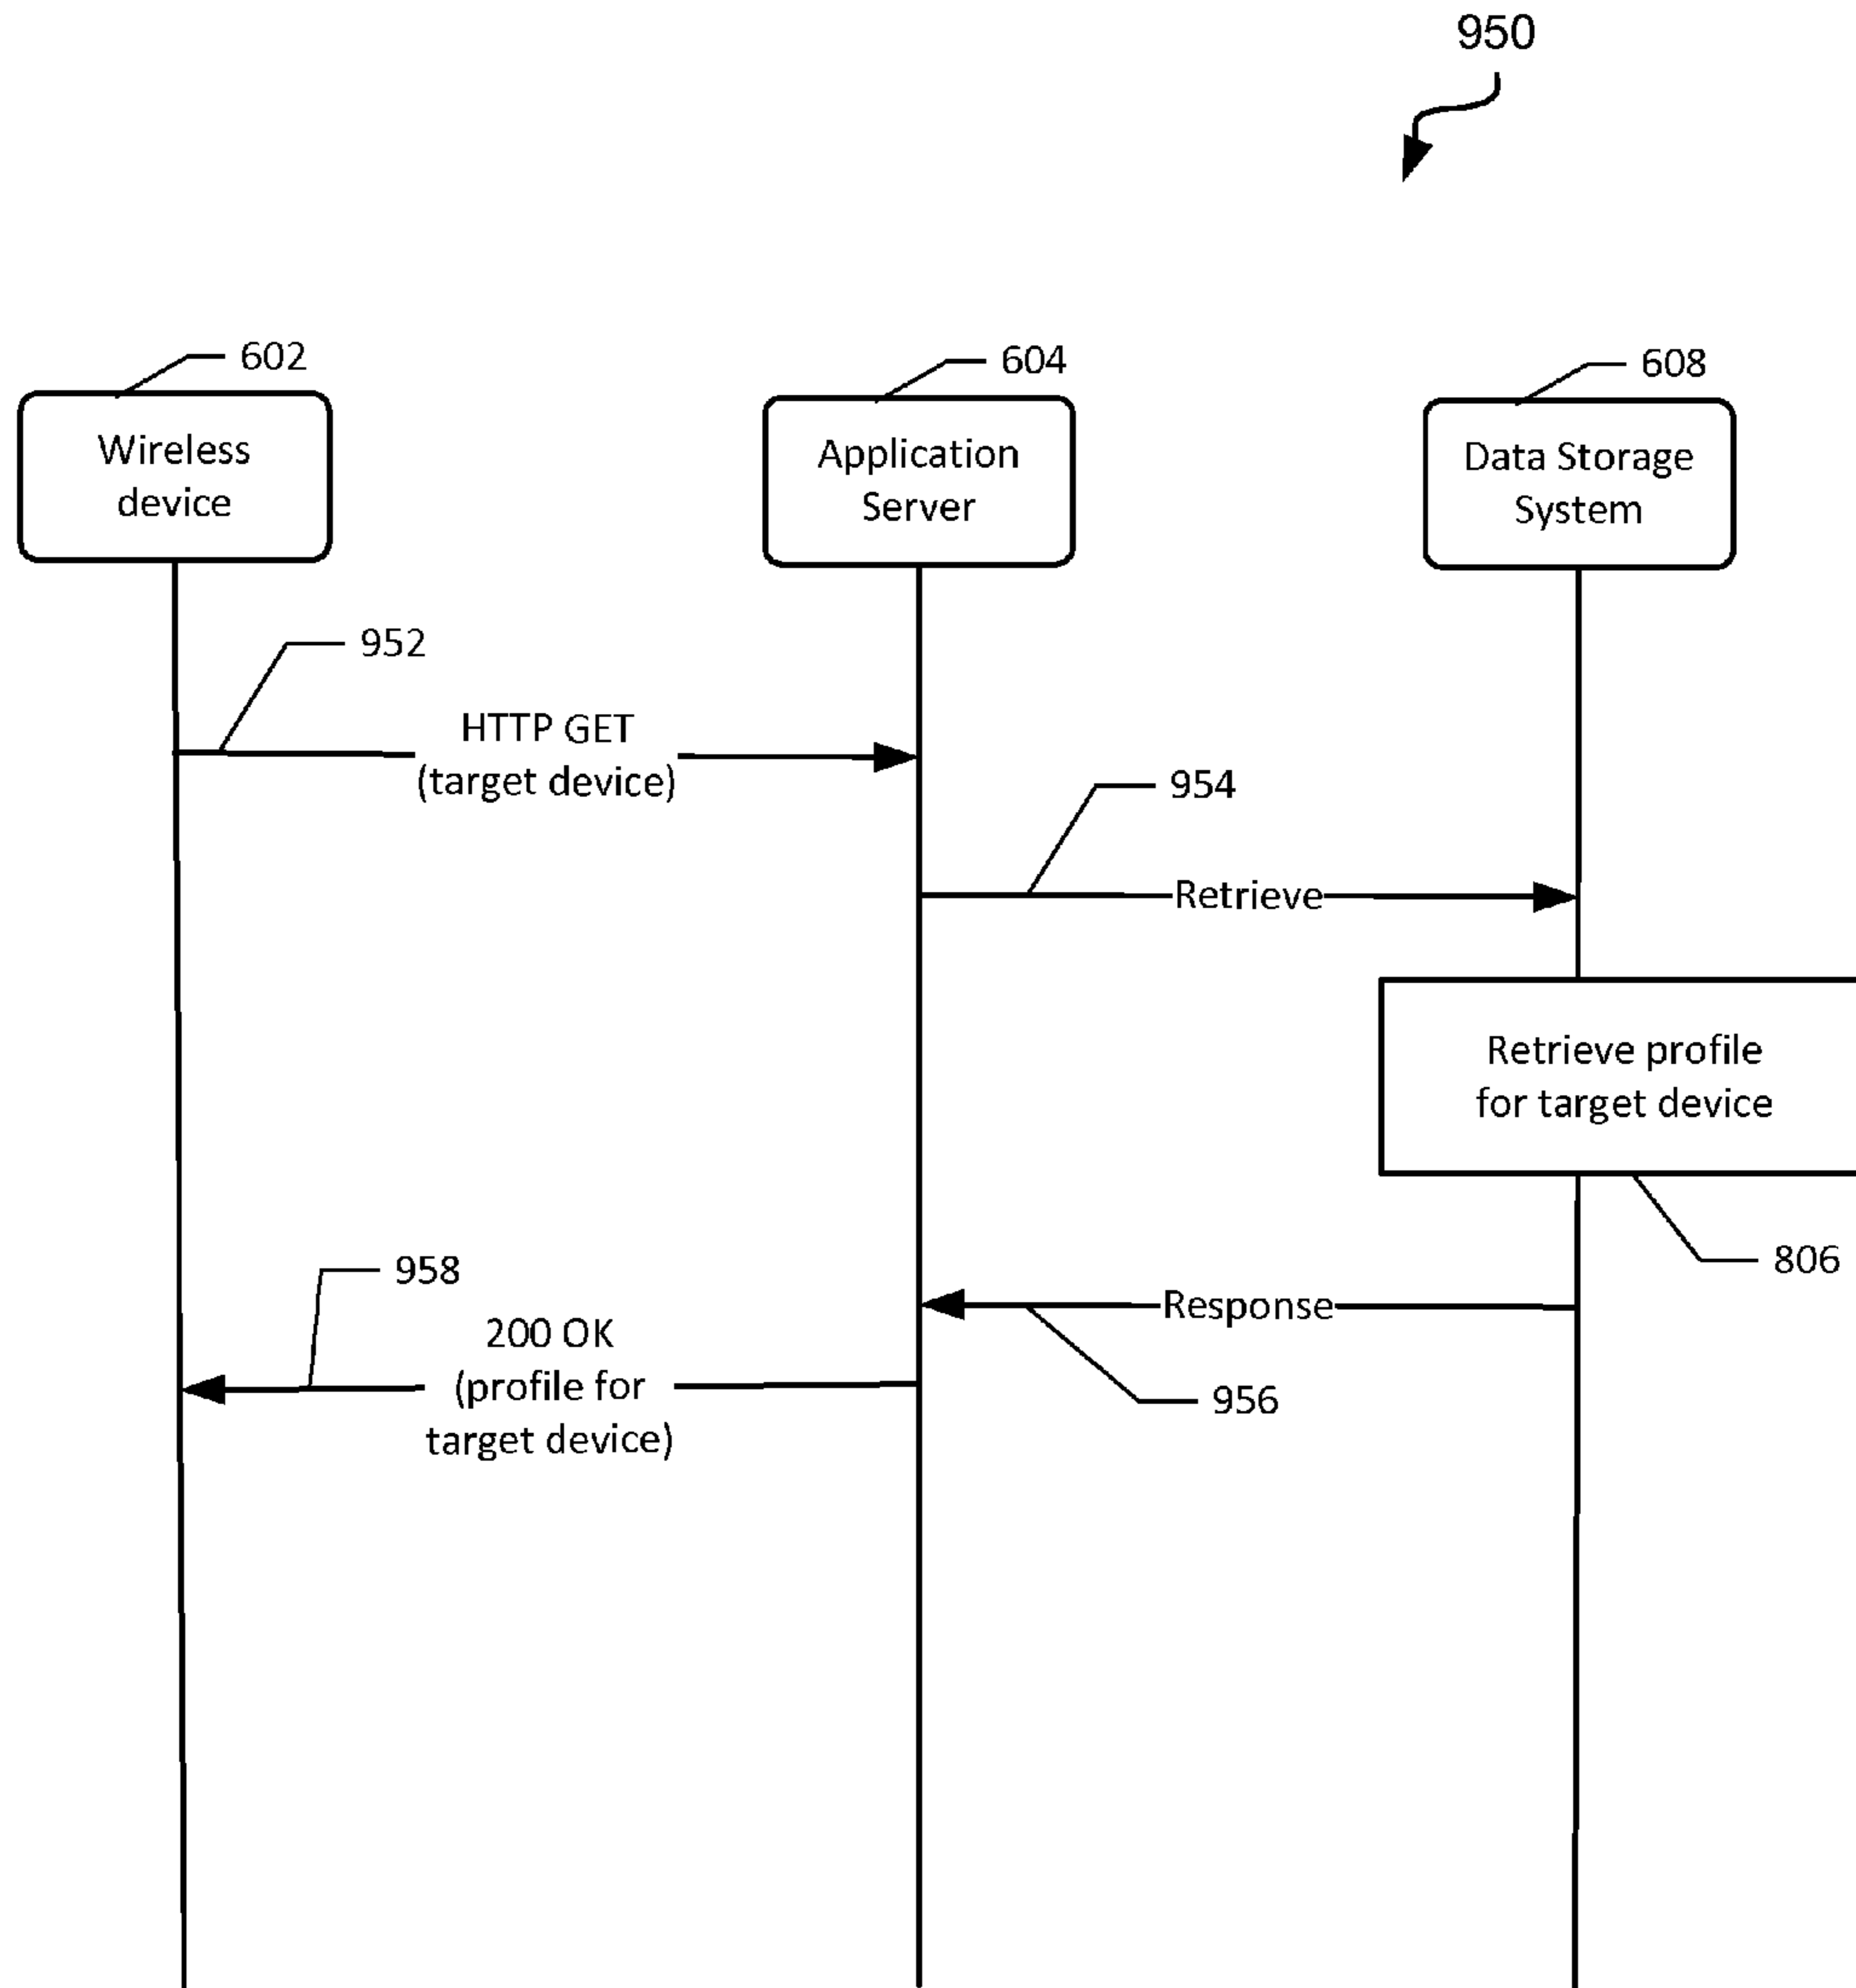 950
602
604
608
Wireless
device
Application
Server
Data Storage
System
952
HTTP GET
(target device)
954
Retrieve
Retrieve profile
for target device
806
958
Response
200 OK
(profile for
target device)
956